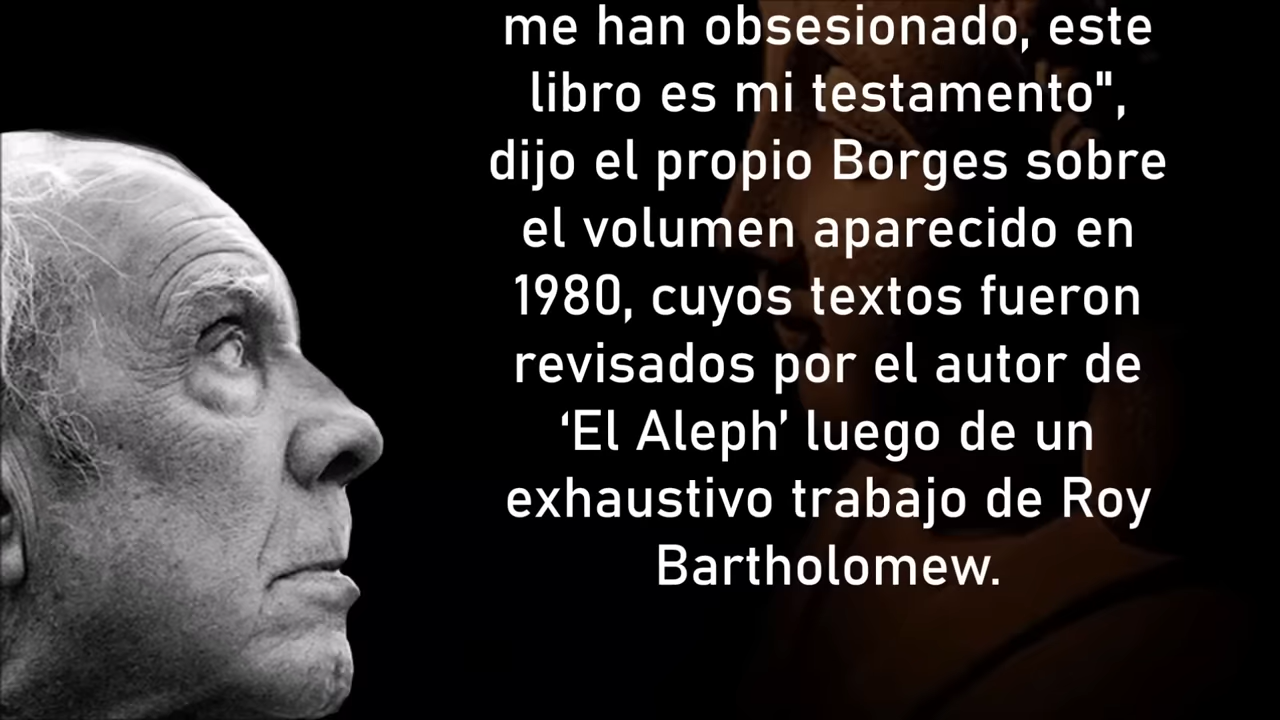 me han obsesionado, este
libro es mi testamento",
dijo el propio Borges sobre
el volumen aparecido en
1980, cuyos textos fueron
revisados por el autor de
‘El Aleph’ luego de un
exhaustivo trabajo de Roy
Bartholomew.